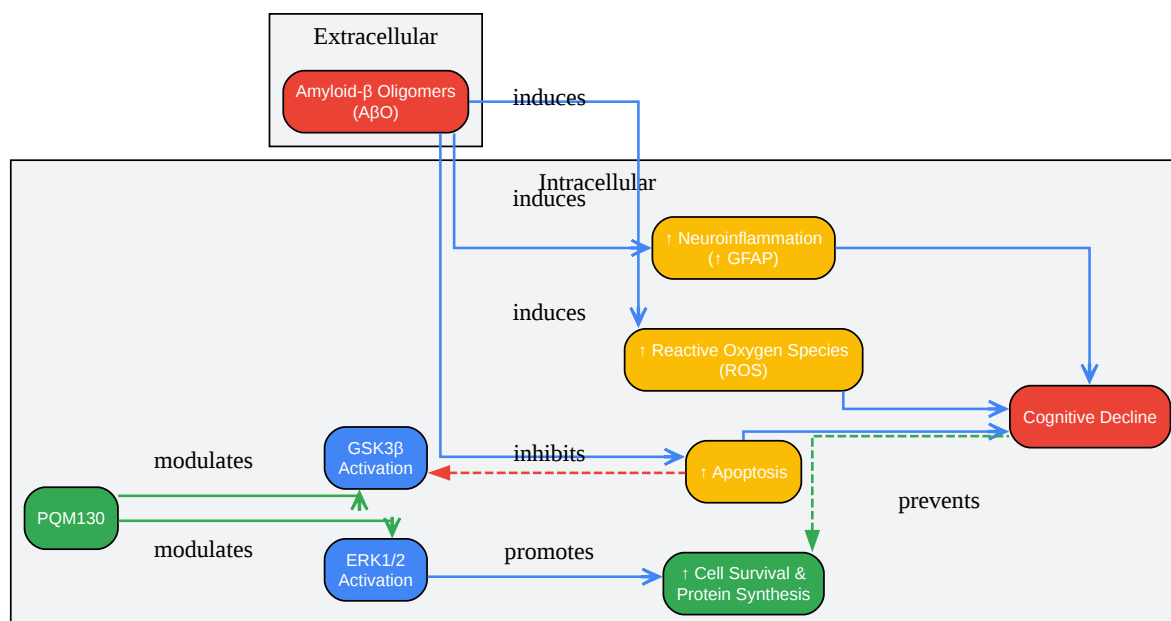 Extracellular
Amyloid-β Oligomers
(AβO)
induces
Intracellular
induces
↑ Neuroinflammation
(↑ GFAP)
induces
↑ Reactive Oxygen Species
(ROS)
Cognitive Decline
GSK3β
Activation
modulates
inhibits
↑ Apoptosis
prevents
PQM130
modulates
ERK1/2
Activation
promotes
↑ Cell Survival &
Protein Synthesis